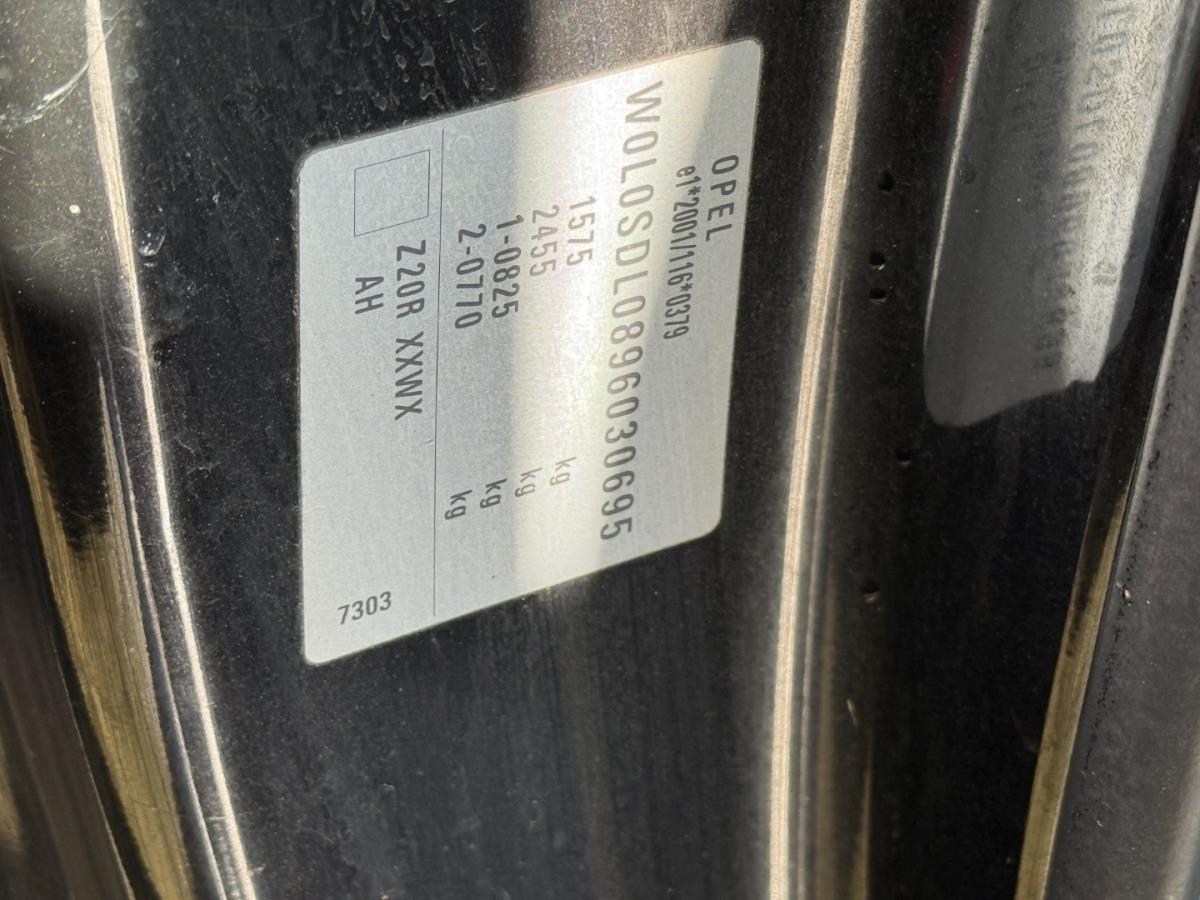 OPEL
e1*2001/116*0379
W0L0SDL0896030695
1575 kg
2455 kg
1-0825 kg
2-0770 kg
Z20R XXWX
AH
7303